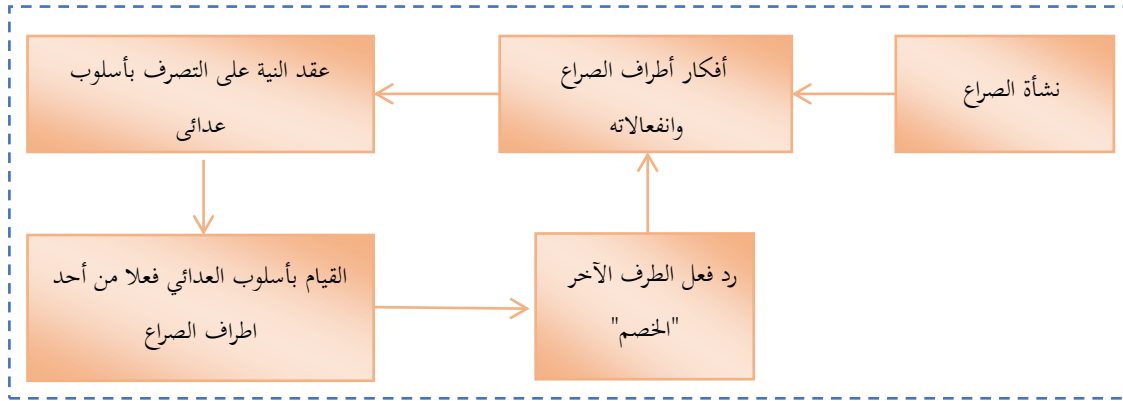 نشأة الصراع
أفكار أطراف الصراع
وانفعالاته
عقد النية على التصرف بأسلوب
عدائى
القيام بأسلوب العدائي فعلا من أحد
اطراف الصراع
رد فعل الطرف الآخر
"الخصم"